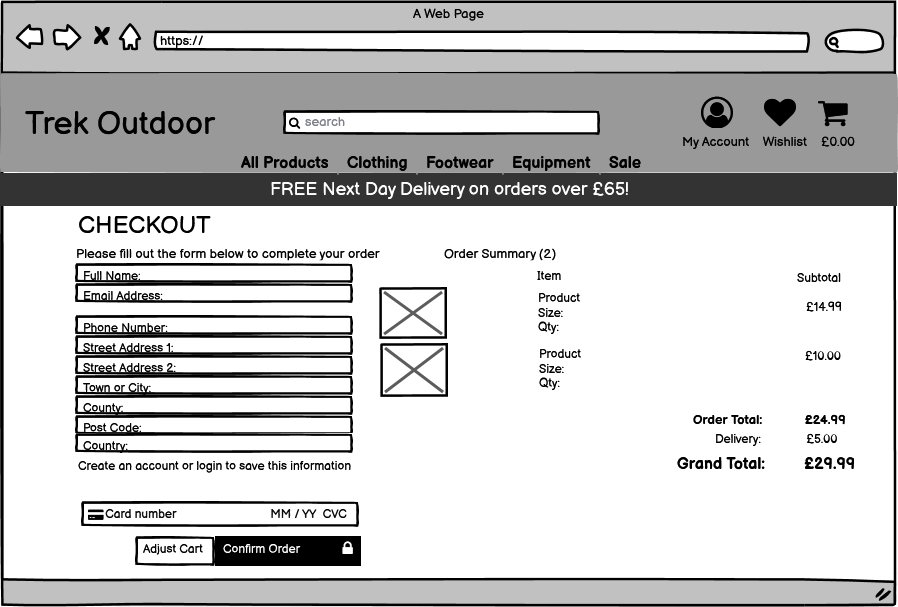 A Web Page
https://
Trek Outdoor
search
My Account Wishlist £0.00
All Products Clothing Footwear Equipment Sale
FREE Next Day Delivery on orders over £65!
CHECKOUT
Please fill out the form below to complete your order
Full Name:
Email Address:
Phone Number:
Street Address 1:
Street Address 2:
Town or City:
County:
Post Code:
Country:
Create an account or login to save this information
Card number MM / YY CVC
Adjust Cart Confirm Order
Order Summary (2)
Item Subtotal
Product £14.99
Size:
Qty:
Product £10.00
Size:
Qty:
Order Total: £24.99
Delivery: £5.00
Grand Total: £29.99